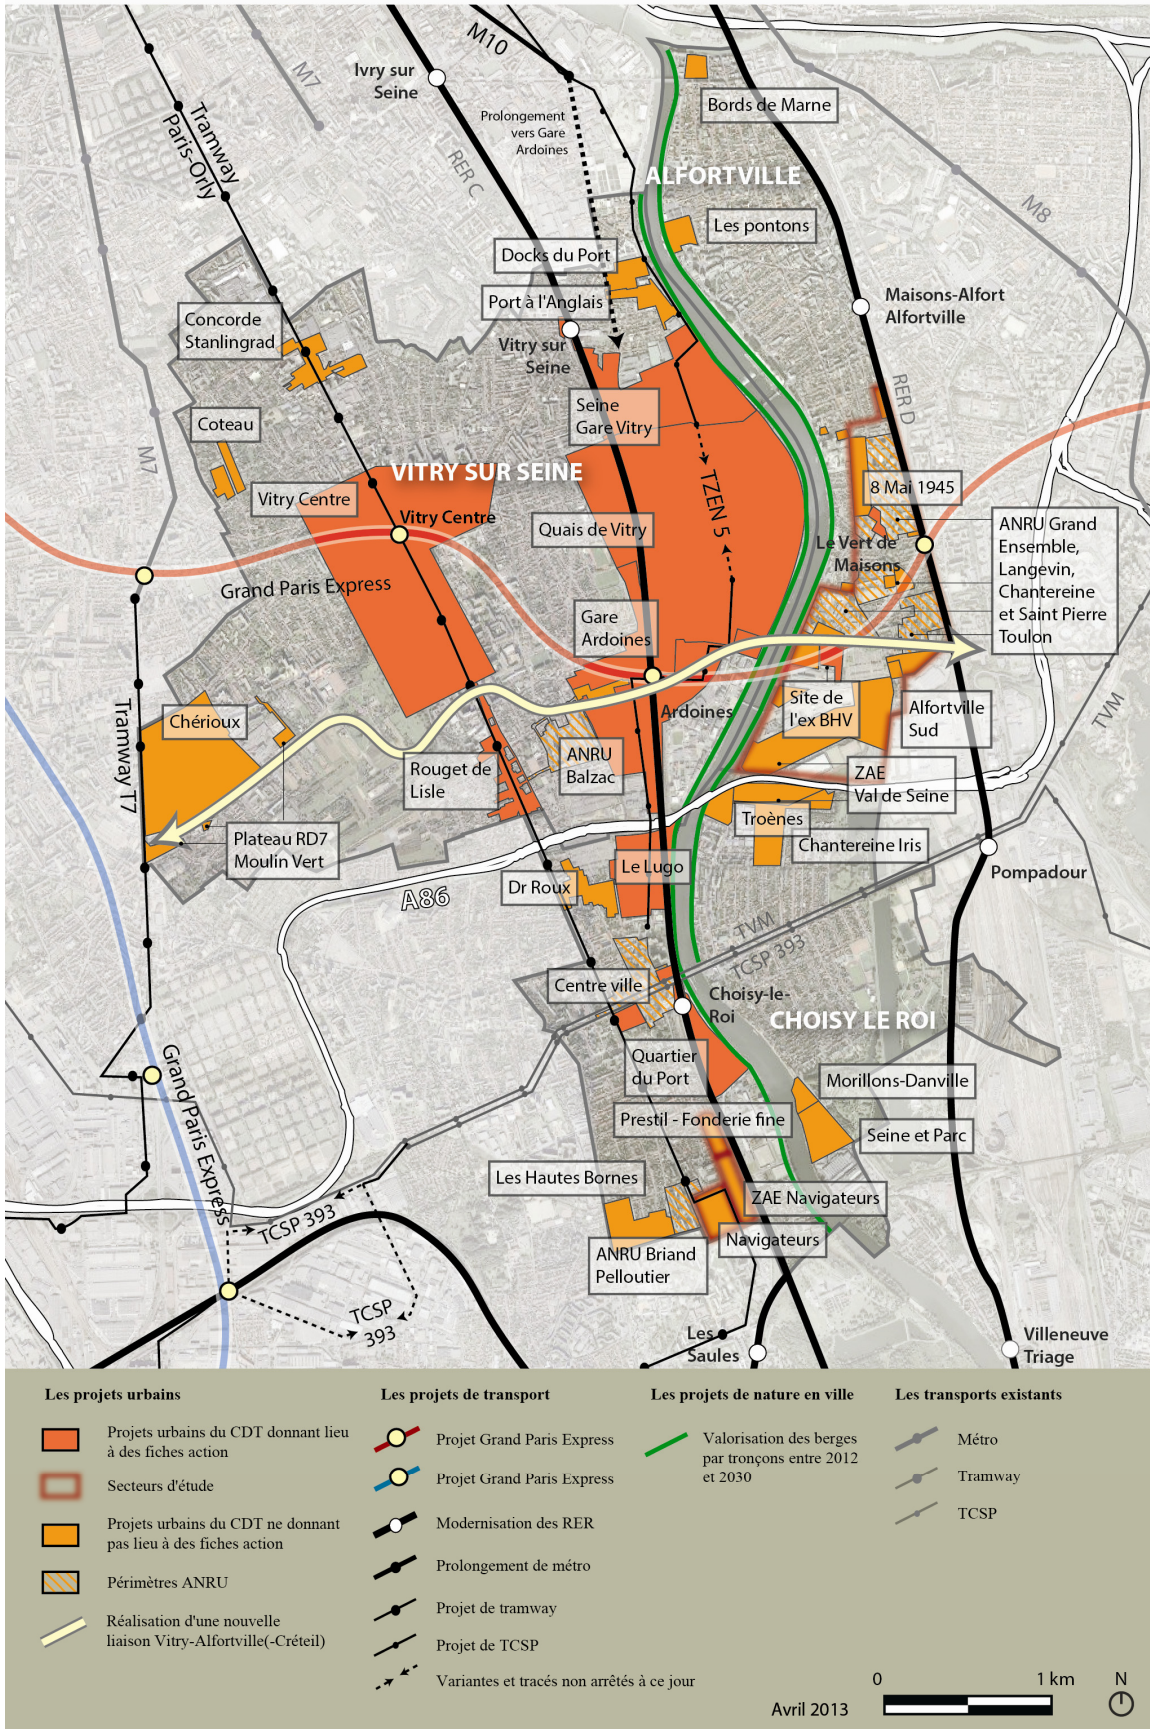 M10
Ivry sur
Seine
M7
Prolongement
vers Gare
Ardoines
Bords de Marne
Tramway
Paris-Orly
RER C
ALFORTVILLE
M8
Les pontons
Docks du Port
Port à l'Anglais
Maisons-Alfort
Alfortville
Concorde
Stanlingrad
Vitry sur
Seine
RER D
Seine
Gare Vitry
Coteau
M7
VITRY SUR SEINE
TZEN 5
8 Mai 1945
Vitry Centre
Vitry Centre
Quais de Vitry
Le Vert de
Maisons
ANRU Grand
Ensemble,
Langevin,
Chantereine
et Saint Pierre
Toulon
Grand Paris Express
Gare
Ardoines
Tramway T7
Chérioux
Ardoines
Site de
l'ex BHV
Alfortville
Sud
TVM
Rouget de
Lisle
ANRU
Balzac
ZAE
Val de Seine
Troènes
Plateau RD7
Moulin Vert
Chantereine Iris
Le Lugo
Dr Roux
Pompadour
A86
TVM
TCSP 393
Centre ville
Choisy-le-
Roi
CHOISY LE ROI
Quartier
du Port
Grand Paris Express
Morillons-Danville
Prestil - Fonderie fine
Seine et Parc
Les Hautes Bornes
ZAE Navigateurs
TCSP 393
Navigateurs
ANRU Briand
Pelloutier
TCSP
393
Les
Saules
Villeneuve
Triage
Les projets urbains
Projets urbains du CDT donnant lieu
à des fiches action
Secteurs d'étude
Projets urbains du CDT ne donnant
pas lieu à des fiches action
Périmètres ANRU
Réalisation d'une nouvelle
liaison Vitry-Alfortville(-Créteil)
Les projets de transport
Projet Grand Paris Express
Projet Grand Paris Express
Modernisation des RER
Prolongement de métro
Projet de tramway
Projet de TCSP
Variantes et tracés non arrêtés à ce jour
Les projets de nature en ville
Valorisation des berges
par tronçons entre 2012
et 2030
Les transports existants
Métro
Tramway
TCSP
0 1 km
N
Avril 2013